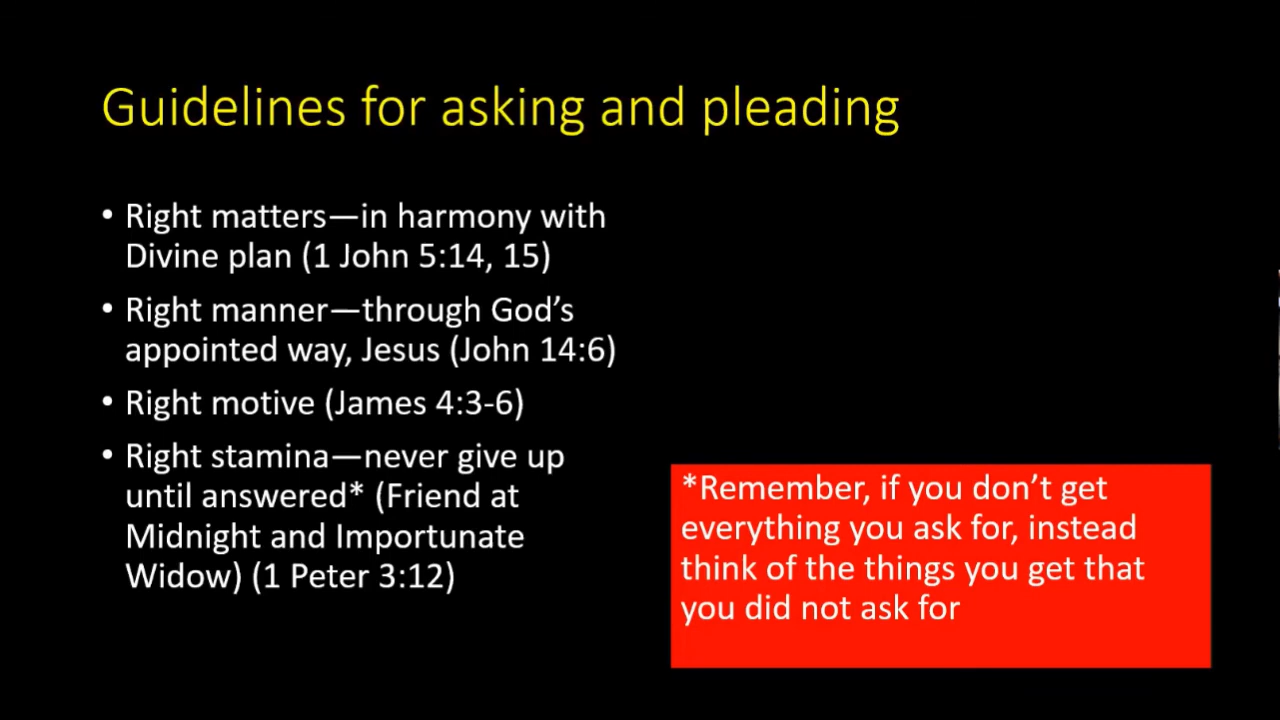 Guidelines for asking and pleading
• Right matters—in harmony with
Divine plan (1 John 5:14, 15)
• Right manner—through God’s
appointed way, Jesus (John 14:6)
• Right motive (James 4:3-6)
• Right stamina—never give up
until answered* (Friend at
Midnight and Importunate
Widow) (1 Peter 3:12)
*Remember, if you don’t get
everything you ask for, instead
think of the things you get that
you did not ask for